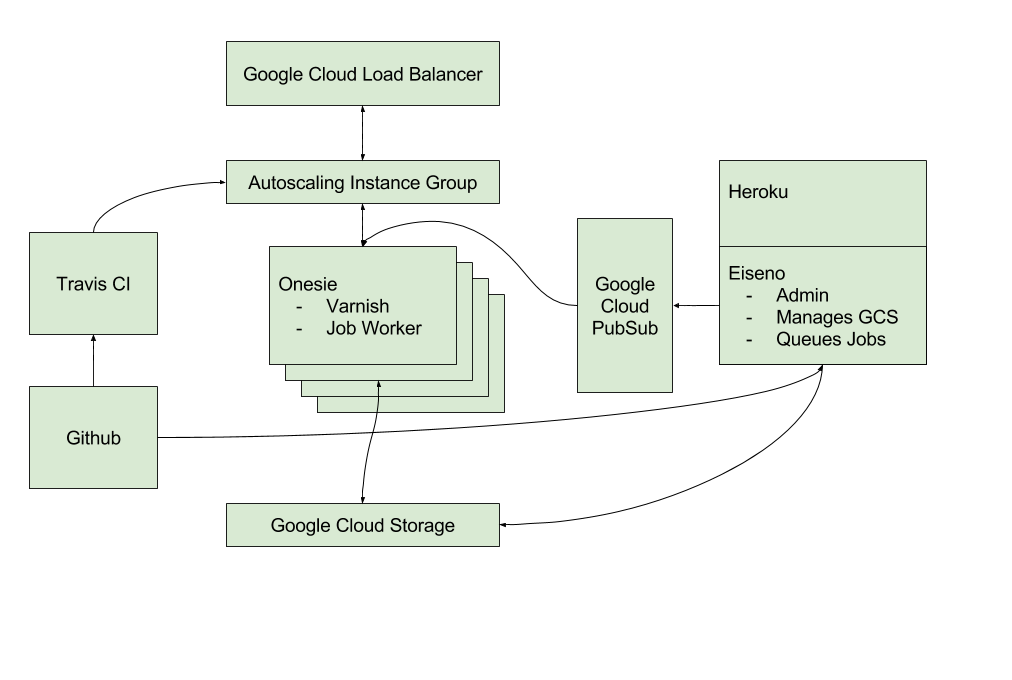 Google Cloud Load Balancer
Autoscaling Instance Group
Heroku
Travis CI
Onesie
- Varnish
- Job Worker
Google
Cloud
PubSub
Eiseno
- Admin
- Manages GCS
- Queues Jobs
Github
Google Cloud Storage